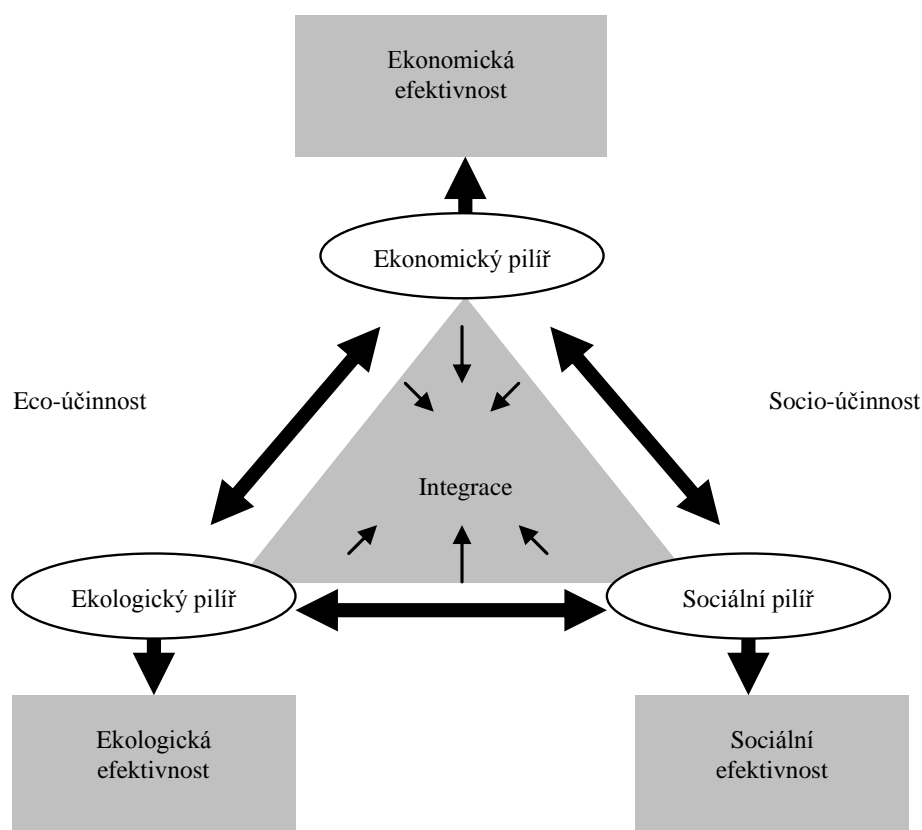 Ekonomická
efektivnost
Ekonomický pilíř
Eco-účinnost
Socio-účinnost
Integrace
Ekologický pilíř
Sociální pilíř
Ekologická
efektivnost
Sociální
efektivnost